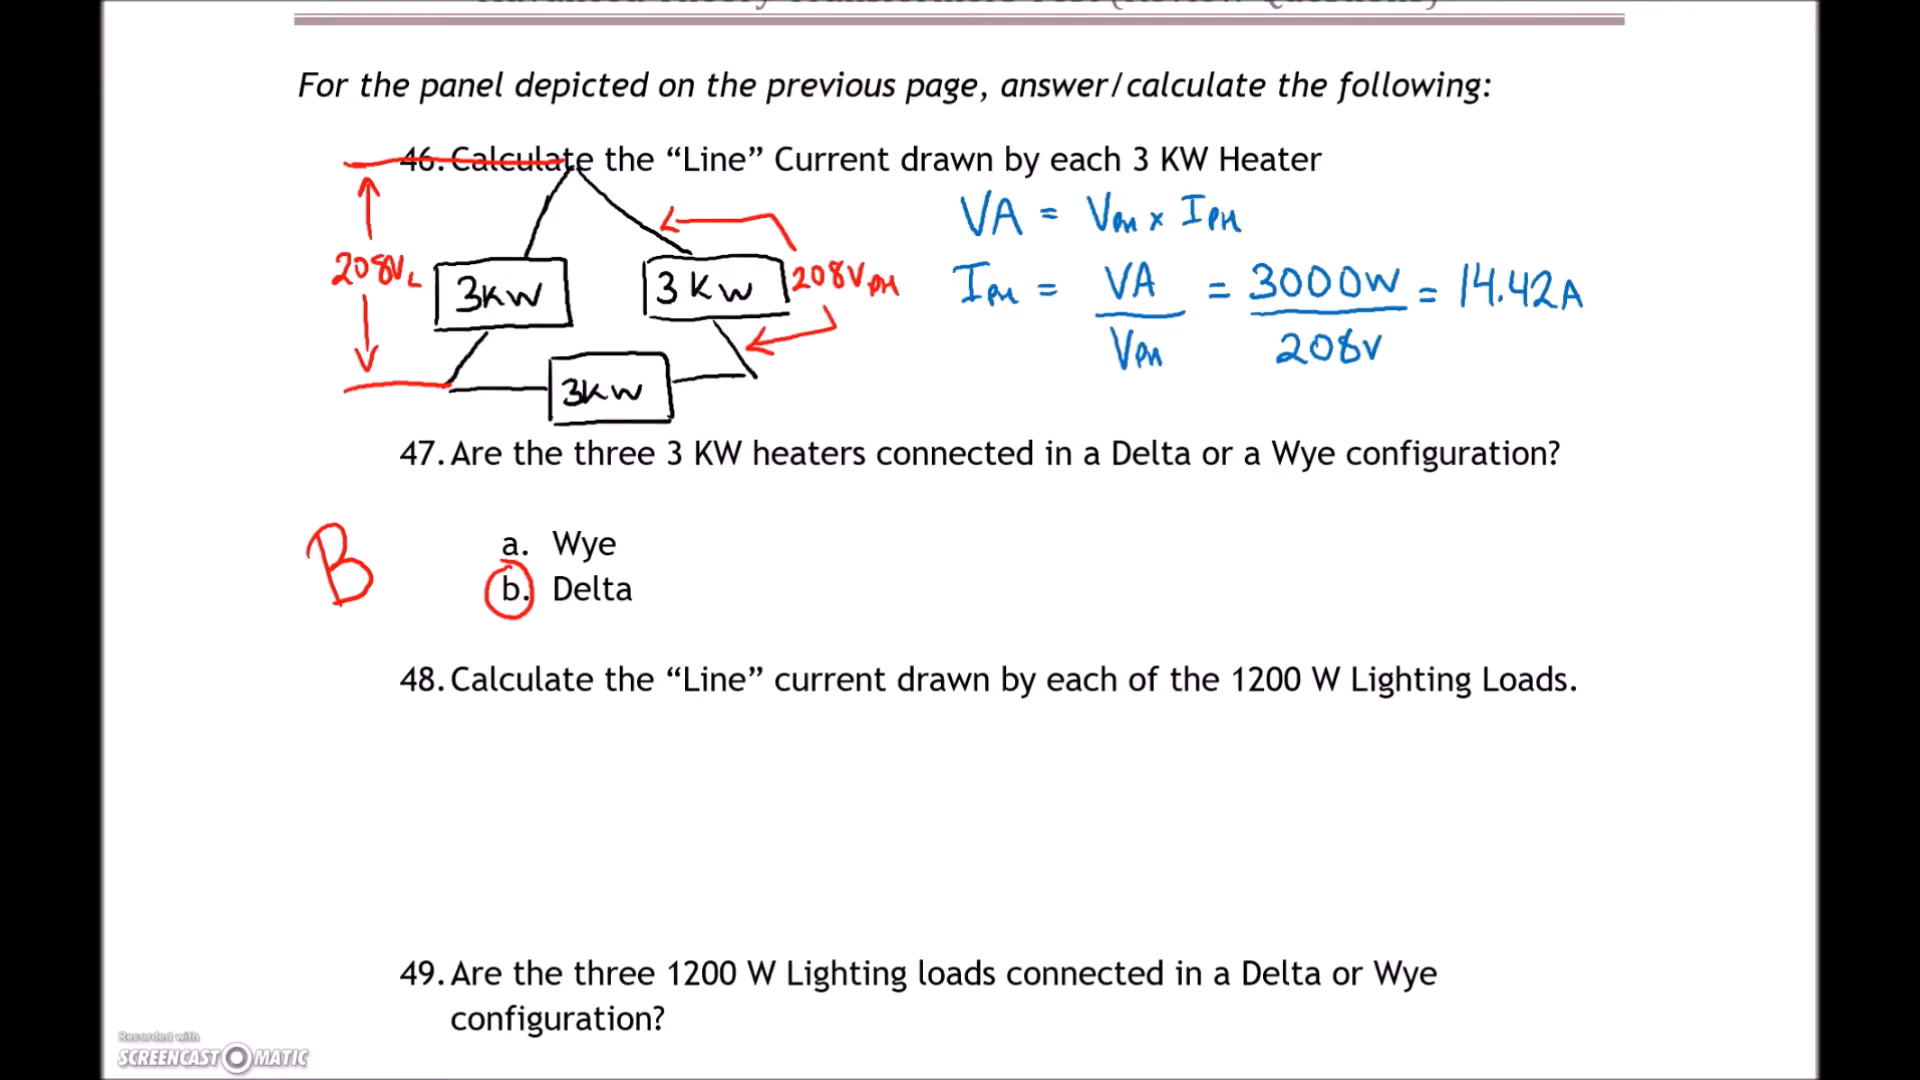 For the panel depicted on the previous page, answer/calculate the following:
46. Calculate the “Line” Current drawn by each 3 KW Heater
VA = VPH x IPH
208VL
3KW
3KW
208VPH
IPH = VA / VPH = 3000W / 208V = 14.42A
3KW
47. Are the three 3 KW heaters connected in a Delta or a Wye configuration?
B
a. Wye
b. Delta
48. Calculate the “Line” current drawn by each of the 1200 W Lighting Loads.
49. Are the three 1200 W Lighting loads connected in a Delta or Wye
configuration?
Recorded with
SCREENCAST-O-MATIC